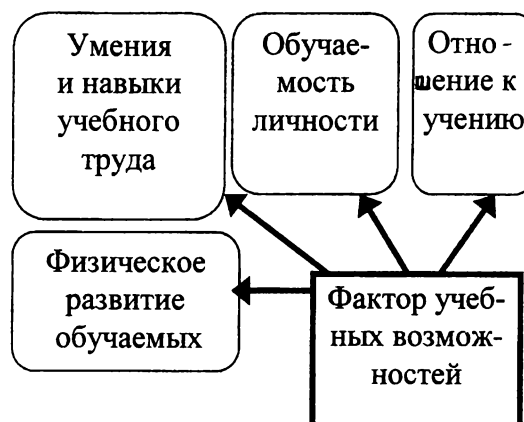 Умения
и навыки
учебного
труда
Обучае-
мость
личности
Отно-
шение к
учению
Физическое
развитие
обучаемых
Фактор учеб-
ных возмож-
ностей